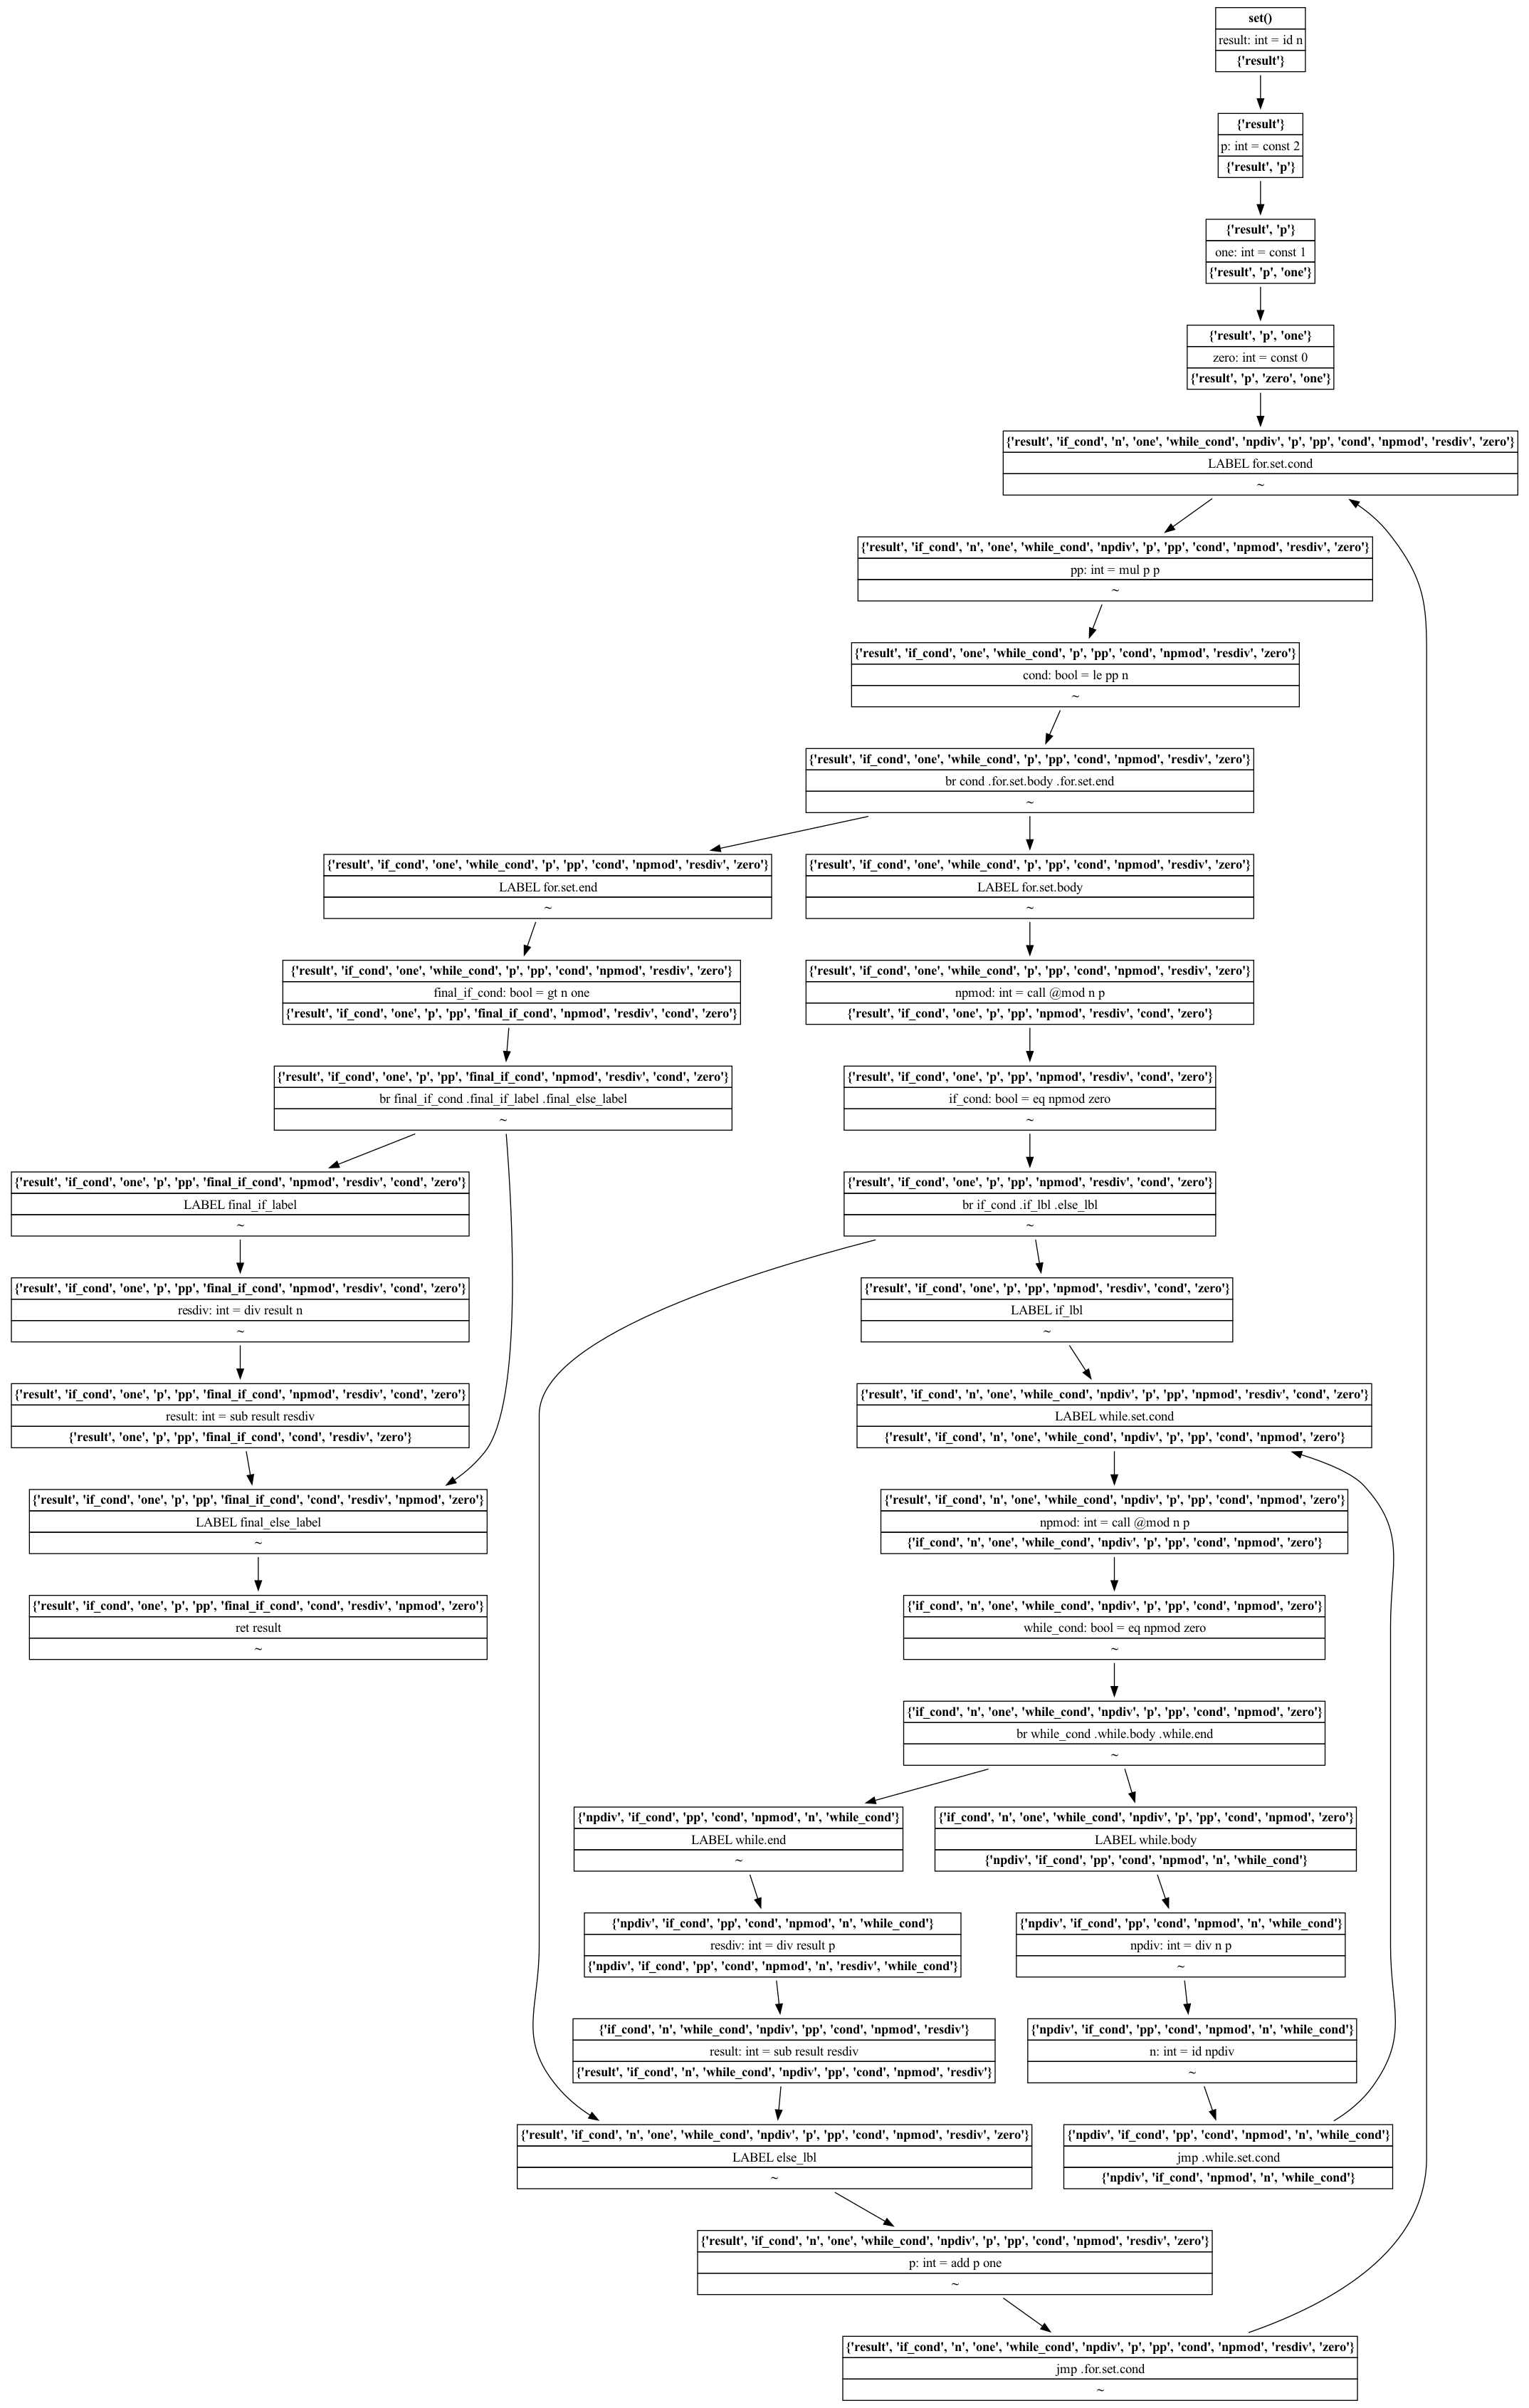 set()
result: int = id n
{'result'}
{'result'}
p: int = const 2
{'result', 'p'}
{'result', 'p'}
one: int = const 1
{'result', 'p', 'one'}
{'result', 'p', 'one'}
zero: int = const 0
{'result', 'p', 'zero', 'one'}
{'result', 'if_cond', 'n', 'one', 'while_cond', 'npdiv', 'p', 'pp', 'cond', 'npmod', 'resdiv', 'zero'}
LABEL for.set.cond
~
{'result', 'if_cond', 'n', 'one', 'while_cond', 'npdiv', 'p', 'pp', 'cond', 'npmod', 'resdiv', 'zero'}
pp: int = mul p p
~
{'result', 'if_cond', 'one', 'while_cond', 'p', 'pp', 'cond', 'npmod', 'resdiv', 'zero'}
cond: bool = le pp n
~
{'result', 'if_cond', 'one', 'while_cond', 'p', 'pp', 'cond', 'npmod', 'resdiv', 'zero'}
br cond .for.set.body .for.set.end
~
{'result', 'if_cond', 'one', 'while_cond', 'p', 'pp', 'cond', 'npmod', 'resdiv', 'zero'}
LABEL for.set.end
~
{'result', 'if_cond', 'one', 'while_cond', 'p', 'pp', 'cond', 'npmod', 'resdiv', 'zero'}
LABEL for.set.body
~
{'result', 'if_cond', 'one', 'while_cond', 'p', 'pp', 'cond', 'npmod', 'resdiv', 'zero'}
final_if_cond: bool = gt n one
{'result', 'if_cond', 'one', 'p', 'pp', 'final_if_cond', 'npmod', 'resdiv', 'cond', 'zero'}
{'result', 'if_cond', 'one', 'while_cond', 'p', 'pp', 'cond', 'npmod', 'resdiv', 'zero'}
npmod: int = call @mod n p
{'result', 'if_cond', 'one', 'p', 'pp', 'npmod', 'resdiv', 'cond', 'zero'}
{'result', 'if_cond', 'one', 'p', 'pp', 'final_if_cond', 'npmod', 'resdiv', 'cond', 'zero'}
br final_if_cond .final_if_label .final_else_label
~
{'result', 'if_cond', 'one', 'p', 'pp', 'npmod', 'resdiv', 'cond', 'zero'}
if_cond: bool = eq npmod zero
~
{'result', 'if_cond', 'one', 'p', 'pp', 'final_if_cond', 'npmod', 'resdiv', 'cond', 'zero'}
LABEL final_if_label
~
{'result', 'if_cond', 'one', 'p', 'pp', 'npmod', 'resdiv', 'cond', 'zero'}
br if_cond .if_lbl .else_lbl
~
{'result', 'if_cond', 'one', 'p', 'pp', 'final_if_cond', 'npmod', 'resdiv', 'cond', 'zero'}
resdiv: int = div result n
~
{'result', 'if_cond', 'one', 'p', 'pp', 'npmod', 'resdiv', 'cond', 'zero'}
LABEL if_lbl
~
{'result', 'if_cond', 'one', 'p', 'pp', 'final_if_cond', 'npmod', 'resdiv', 'cond', 'zero'}
result: int = sub result resdiv
{'result', 'one', 'p', 'pp', 'final_if_cond', 'cond', 'resdiv', 'zero'}
{'result', 'if_cond', 'n', 'one', 'while_cond', 'npdiv', 'p', 'pp', 'npmod', 'resdiv', 'cond', 'zero'}
LABEL while.set.cond
{'result', 'if_cond', 'n', 'one', 'while_cond', 'npdiv', 'p', 'pp', 'cond', 'npmod', 'zero'}
{'result', 'if_cond', 'one', 'p', 'pp', 'final_if_cond', 'cond', 'resdiv', 'npmod', 'zero'}
LABEL final_else_label
~
{'result', 'if_cond', 'n', 'one', 'while_cond', 'npdiv', 'p', 'pp', 'cond', 'npmod', 'zero'}
npmod: int = call @mod n p
{'if_cond', 'n', 'one', 'while_cond', 'npdiv', 'p', 'pp', 'cond', 'npmod', 'zero'}
{'result', 'if_cond', 'one', 'p', 'pp', 'final_if_cond', 'cond', 'resdiv', 'npmod', 'zero'}
ret result
~
{'if_cond', 'n', 'one', 'while_cond', 'npdiv', 'p', 'pp', 'cond', 'npmod', 'zero'}
while_cond: bool = eq npmod zero
~
{'if_cond', 'n', 'one', 'while_cond', 'npdiv', 'p', 'pp', 'cond', 'npmod', 'zero'}
br while_cond .while.body .while.end
~
{'npdiv', 'if_cond', 'pp', 'cond', 'npmod', 'n', 'while_cond'}
LABEL while.end
~
{'if_cond', 'n', 'one', 'while_cond', 'npdiv', 'p', 'pp', 'cond', 'npmod', 'zero'}
LABEL while.body
{'npdiv', 'if_cond', 'pp', 'cond', 'npmod', 'n', 'while_cond'}
{'npdiv', 'if_cond', 'pp', 'cond', 'npmod', 'n', 'while_cond'}
resdiv: int = div result p
{'npdiv', 'if_cond', 'pp', 'cond', 'npmod', 'n', 'resdiv', 'while_cond'}
{'npdiv', 'if_cond', 'pp', 'cond', 'npmod', 'n', 'while_cond'}
npdiv: int = div n p
~
{'if_cond', 'n', 'while_cond', 'npdiv', 'pp', 'cond', 'npmod', 'resdiv'}
result: int = sub result resdiv
{'result', 'if_cond', 'n', 'while_cond', 'npdiv', 'pp', 'cond', 'npmod', 'resdiv'}
{'npdiv', 'if_cond', 'pp', 'cond', 'npmod', 'n', 'while_cond'}
n: int = id npdiv
~
{'result', 'if_cond', 'n', 'one', 'while_cond', 'npdiv', 'p', 'pp', 'cond', 'npmod', 'resdiv', 'zero'}
LABEL else_lbl
~
{'npdiv', 'if_cond', 'pp', 'cond', 'npmod', 'n', 'while_cond'}
jmp .while.set.cond
{'npdiv', 'if_cond', 'npmod', 'n', 'while_cond'}
{'result', 'if_cond', 'n', 'one', 'while_cond', 'npdiv', 'p', 'pp', 'cond', 'npmod', 'resdiv', 'zero'}
p: int = add p one
~
{'result', 'if_cond', 'n', 'one', 'while_cond', 'npdiv', 'p', 'pp', 'cond', 'npmod', 'resdiv', 'zero'}
jmp .for.set.cond
~